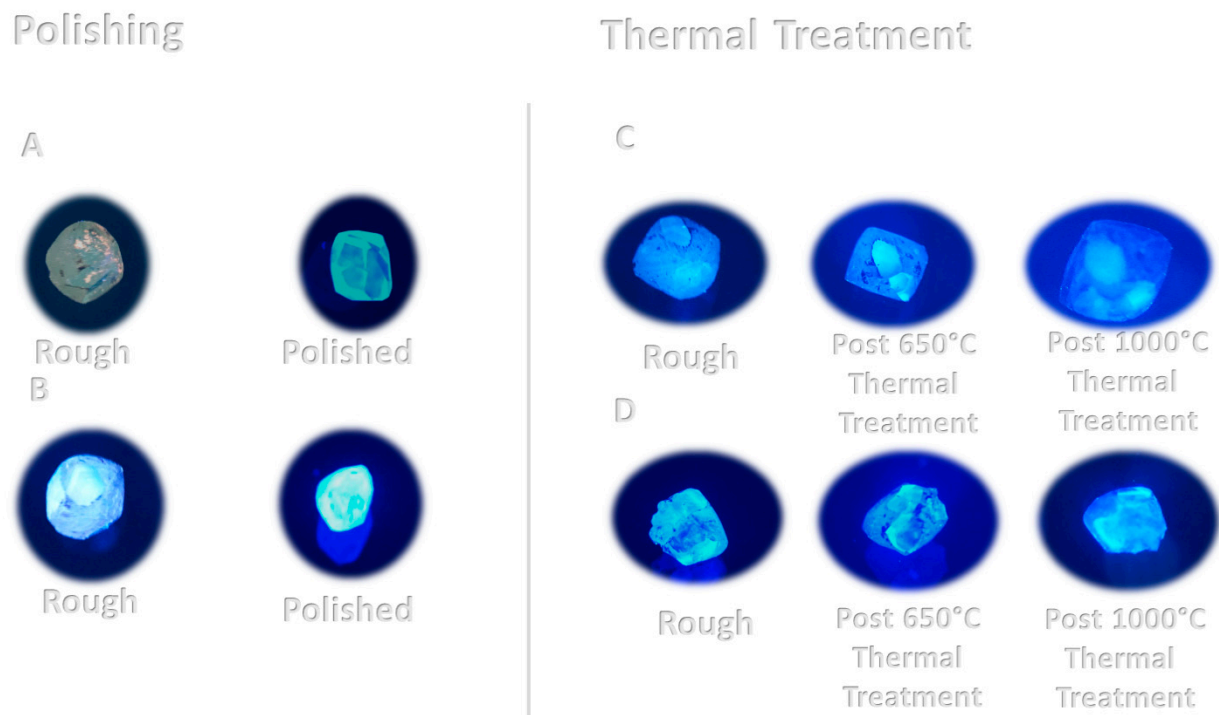 Polishing
Thermal Treatment
A
Rough
Polished
B
Rough
Polished
C
Rough
Post 650°C
Thermal
Treatment
Post 1000°C
Thermal
Treatment
D
Rough
Post 650°C
Thermal
Treatment
Post 1000°C
Thermal
Treatment